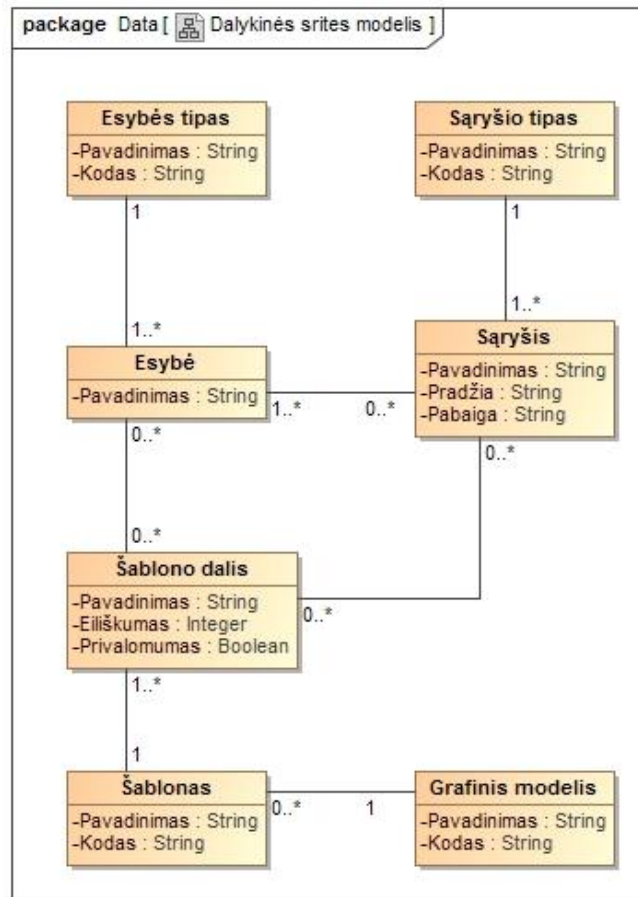 package Data [ Dalykinės srites modelis ]
Esybės tipas
-Pavadinimas : String
-Kodas : String
Sąryšio tipas
-Pavadinimas : String
-Kodas : String
1
1
1..*
1..*
Esybė
-Pavadinimas : String
Sąryšis
-Pavadinimas : String
-Pradžia : String
-Pabaiga : String
1..*
0..*
0..*
0..*
0..*
Šablono dalis
-Pavadinimas : String
-Eiliškumas : Integer
-Privalomumas : Boolean
0..*
1..*
1
Šablonas
-Pavadinimas : String
-Kodas : String
0..*
1
Grafinis modelis
-Pavadinimas : String
-Kodas : String